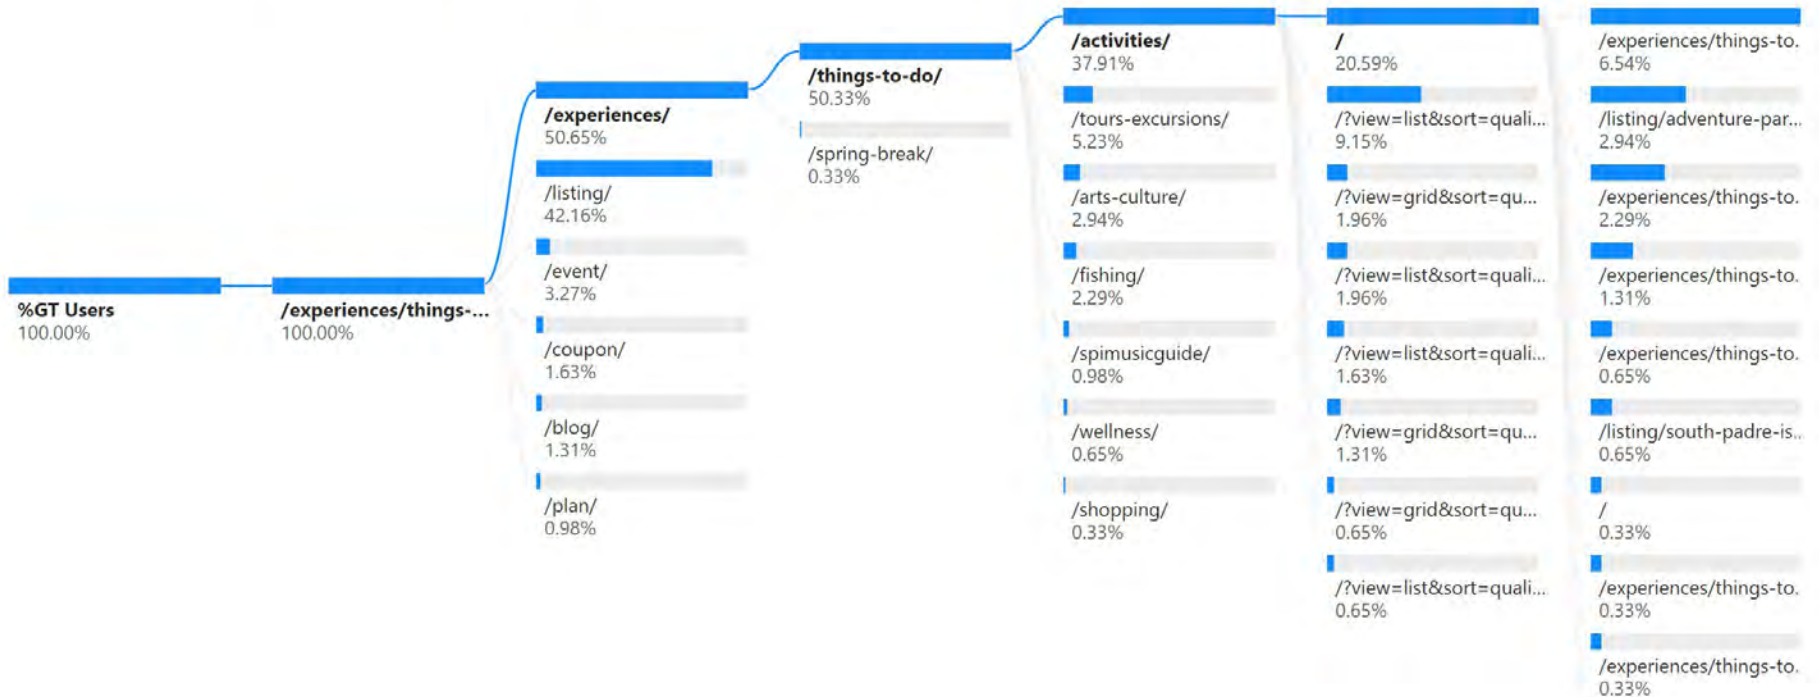 %GT Users
100.00%
/experiences/things-...
100.00%
/experiences/
50.65%
/listing/
42.16%
/event/
3.27%
/coupon/
1.63%
/blog/
1.31%
/plan/
0.98%
/things-to-do/
50.33%
/spring-break/
0.33%
/activities/
37.91%
/tours-excursions/
5.23%
/arts-culture/
2.94%
/fishing/
2.29%
/spimusicguide/
0.98%
/wellness/
0.65%
/shopping/
0.33%
/
20.59%
/?view=list&sort=quali...
9.15%
/?view=grid&sort=qu...
1.96%
/?view=list&sort=quali...
1.96%
/?view=list&sort=quali...
1.63%
/?view=grid&sort=qu...
1.31%
/?view=grid&sort=qu...
0.65%
/?view=list&sort=quali...
0.65%
/experiences/things-to.
6.54%
/listing/adventure-par...
2.94%
/experiences/things-to.
2.29%
/experiences/things-to.
1.31%
/experiences/things-to.
0.65%
/listing/south-padre-is..
0.65%
/
0.33%
/experiences/things-to.
0.33%
/experiences/things-to.
0.33%